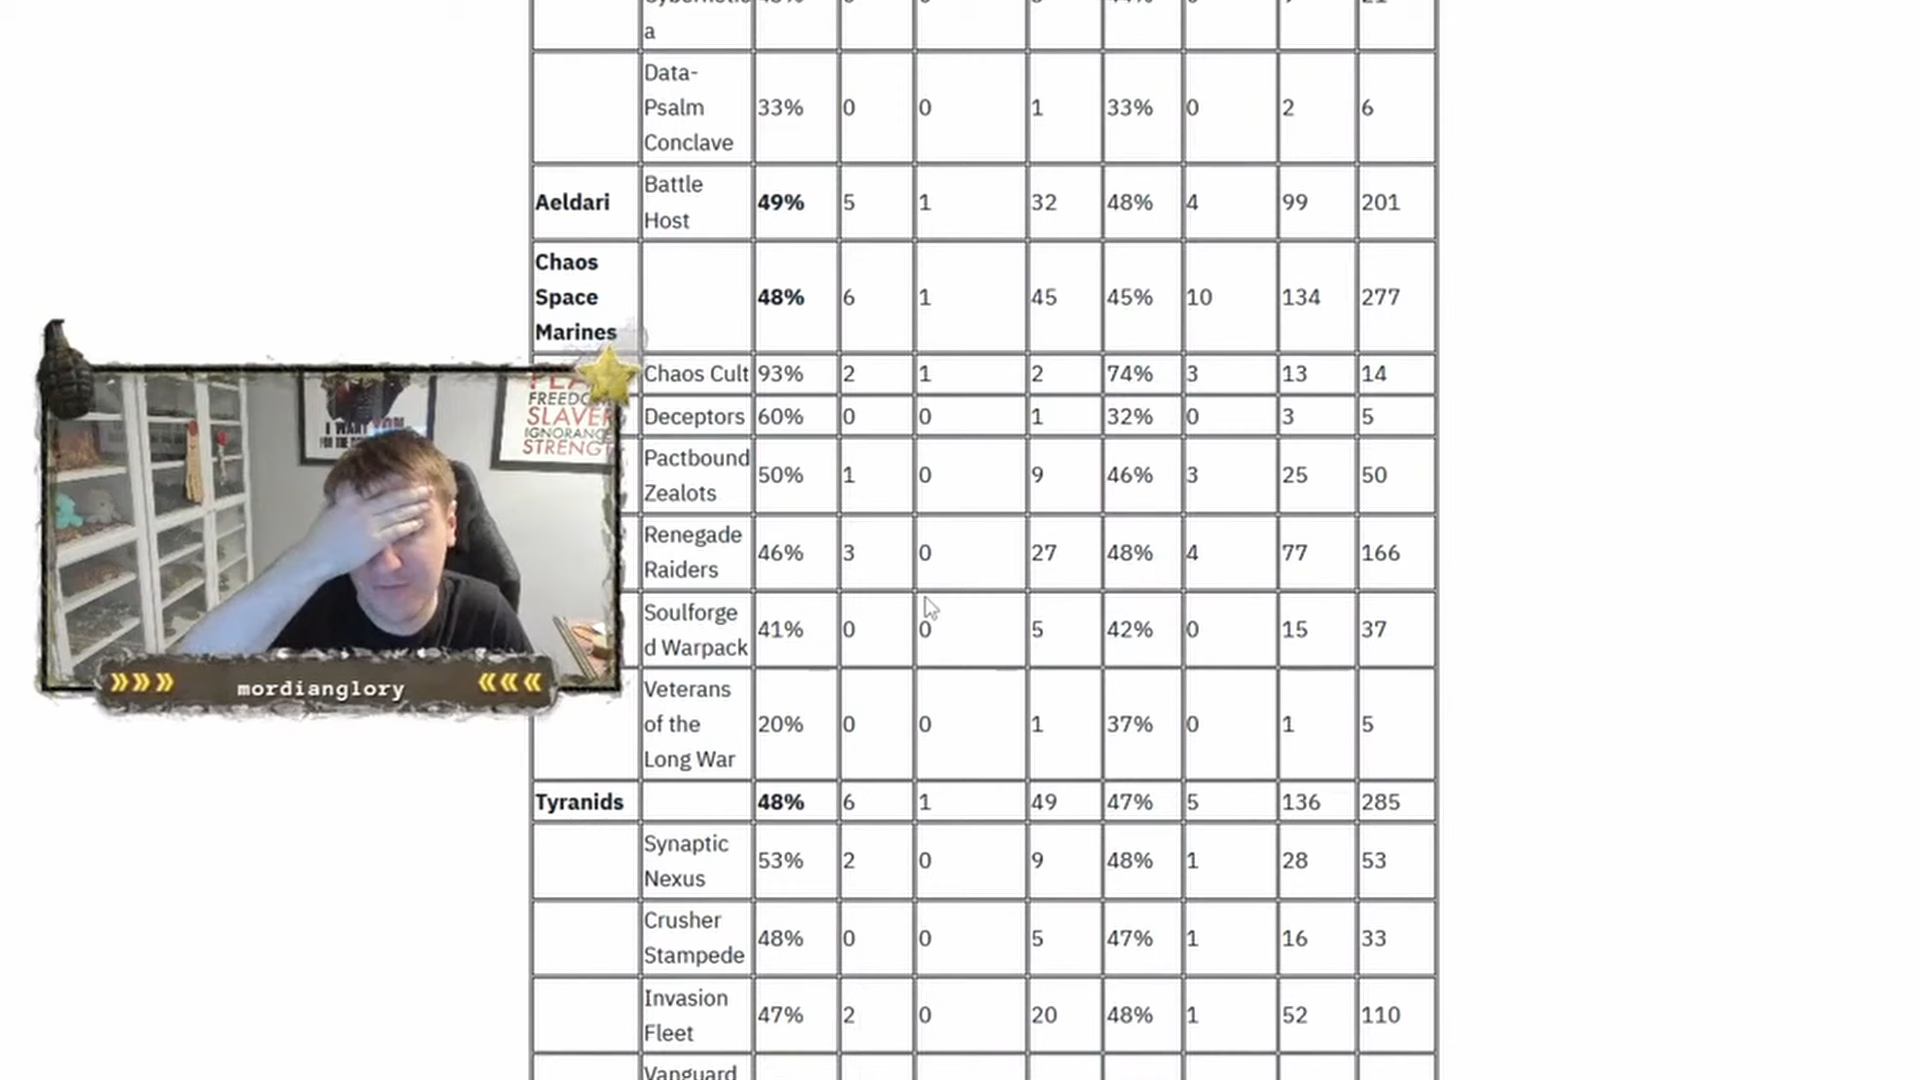 a
Data-
Psalm
Conclave
33% 0 0 1 33% 0 2 6
Aeldari
Battle
Host
49% 5 1 32 48% 4 99 201
Chaos
Space
Marines
48% 6 1 45 45% 10 134 277
Chaos Cult 93% 2 1 2 74% 3 13 14
Deceptors 60% 0 0 1 32% 0 3 5
Pactbound
Zealots
50% 1 0 9 46% 3 25 50
Renegade
Raiders
46% 3 0 27 48% 4 77 166
Soulforge
d Warpack
41% 0 0 5 42% 0 15 37
Veterans
of the
Long War
20% 0 0 1 37% 0 1 5
Tyranids
48% 6 1 49 47% 5 136 285
Synaptic
Nexus
53% 2 0 9 48% 1 28 53
Crusher
Stampede
48% 0 0 5 47% 1 16 33
Invasion
Fleet
47% 2 0 20 48% 1 52 110
Vanguard
I WANT YOU
FREEDO
SLAVER
IGNORANC
STRENGT
»»» mordianglory «««